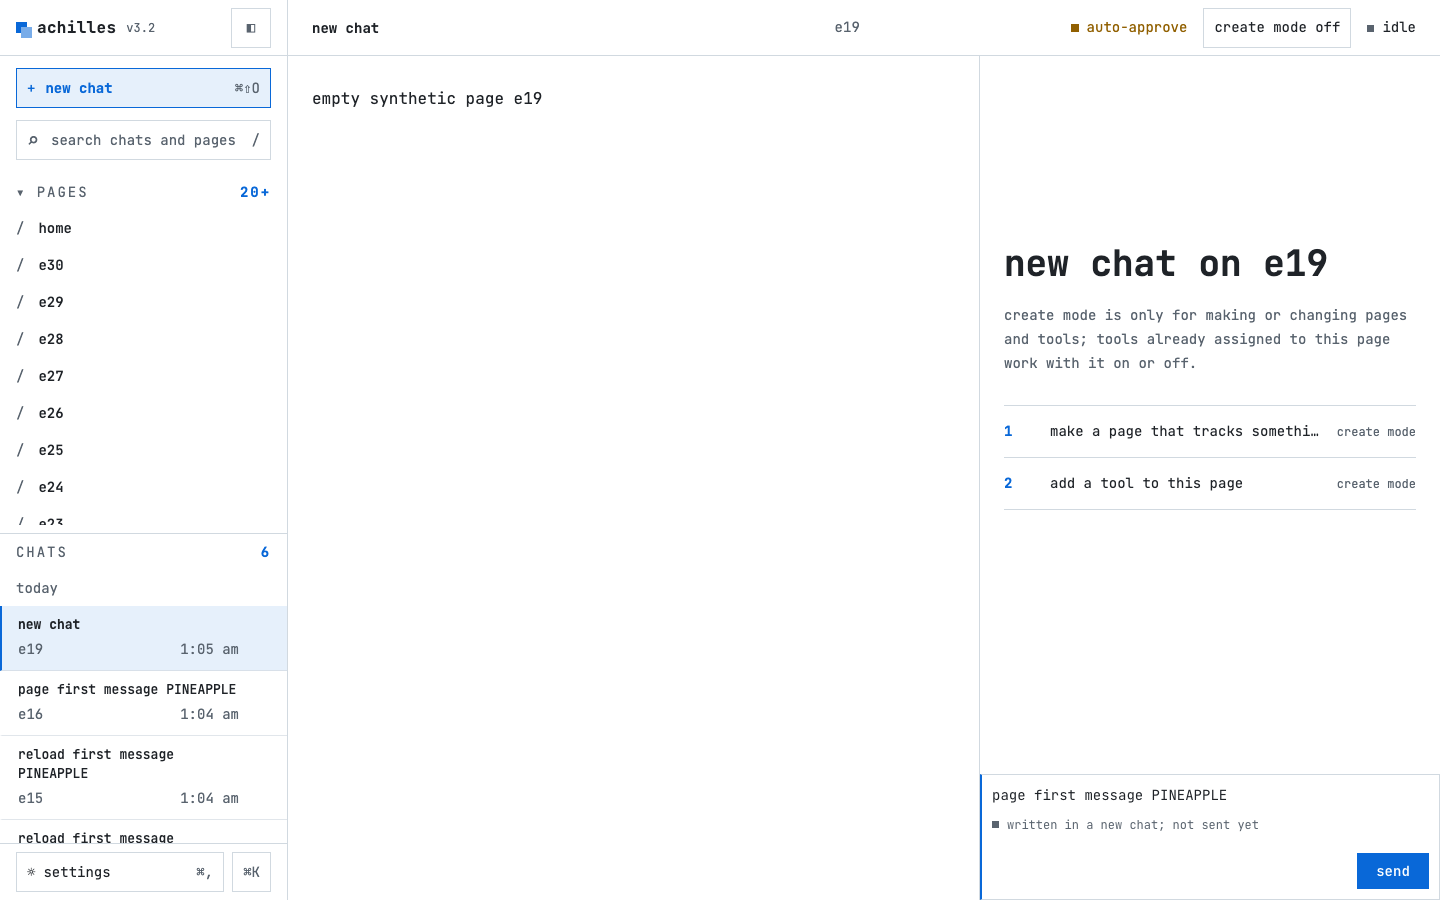 achilles v3.2
+ new chat ⌘⇧O
search chats and pages /
PAGES 20+
/ home
/ e30
/ e29
/ e28
/ e27
/ e26
/ e25
/ e24
/ e23
CHATS 6
today
new chat
e19 1:05 am
page first message PINEAPPLE
e16 1:04 am
reload first message
PINEAPPLE
e15 1:04 am
reload first message
settings ⌘,
⌘K
new chat
e19
auto-approve
create mode off
idle
empty synthetic page e19
new chat on e19
create mode is only for making or changing pages
and tools; tools already assigned to this page
work with it on or off.
1 make a page that tracks somethi… create mode
2 add a tool to this page create mode
page first message PINEAPPLE
written in a new chat; not sent yet
send